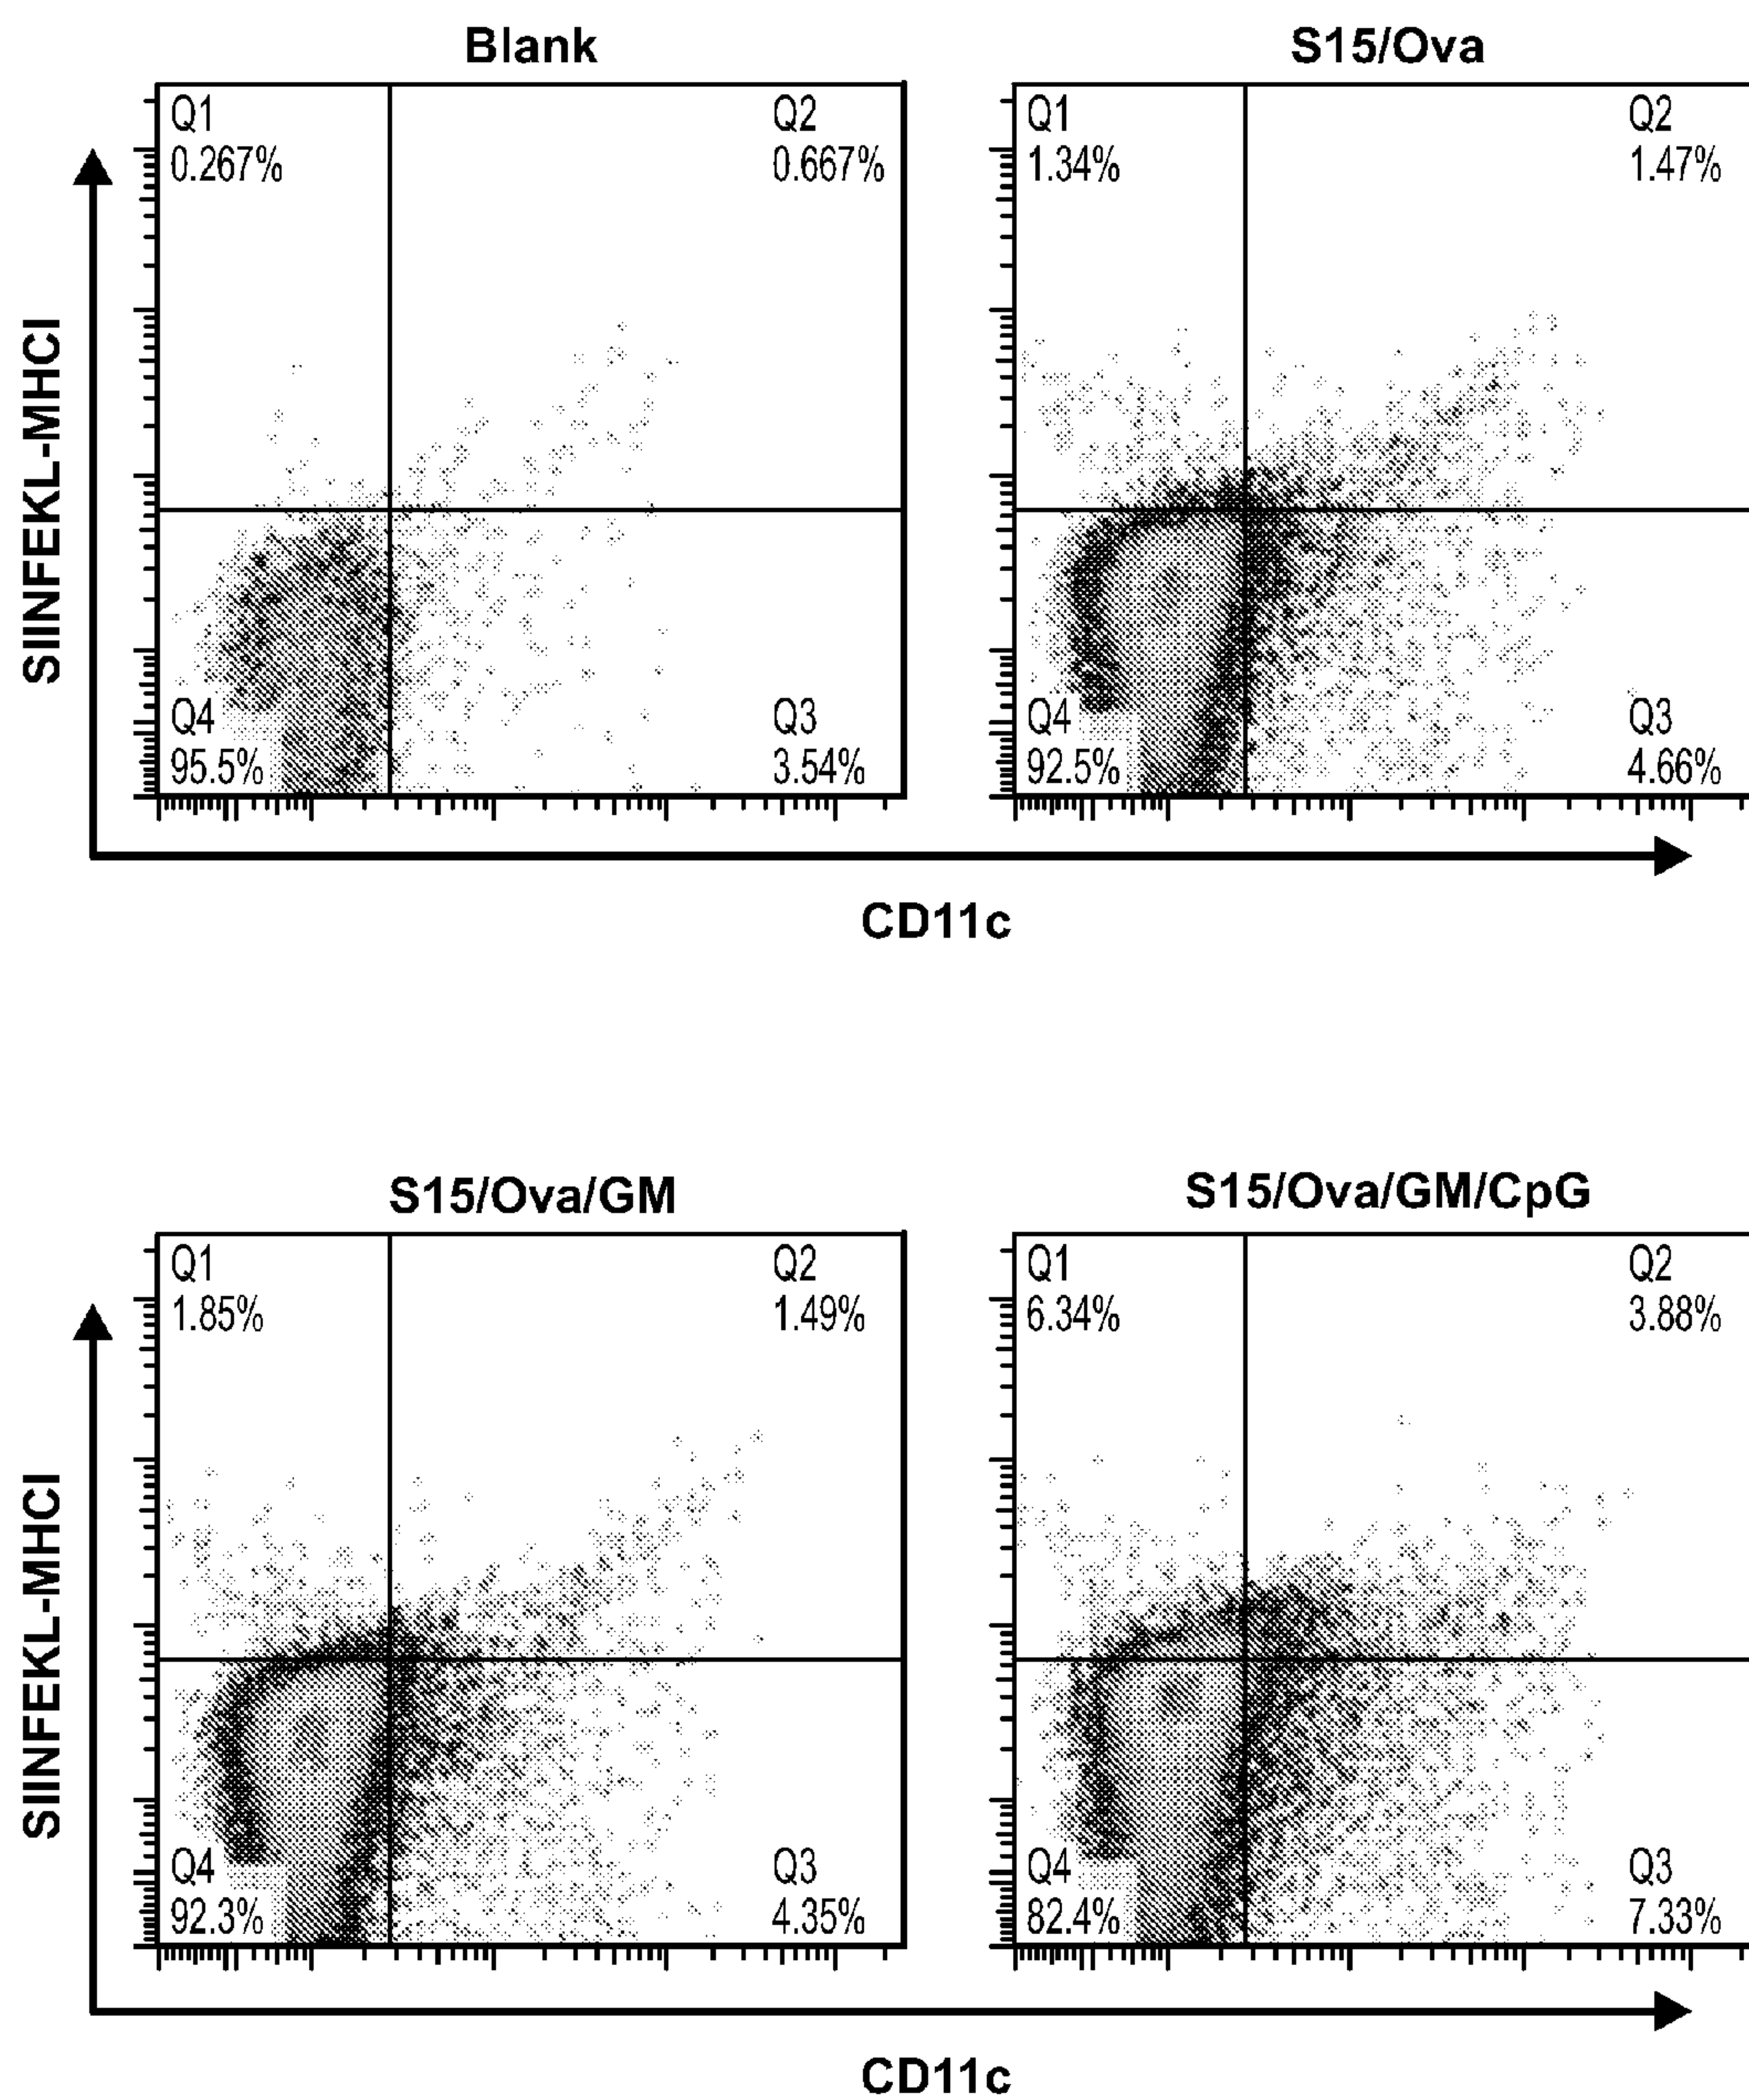 Blank
S15/Ova
Q1
0.267%
Q2
0.667%
Q4
95.5%
Q3
3.54%
Q1
1.34%
Q2
1.47%
Q4
92.5%
Q3
4.66%
SIINFEKL-MHCI
CD11c
S15/Ova/GM
S15/Ova/GM/CpG
Q1
1.85%
Q2
1.49%
Q4
92.3%
Q3
4.35%
Q1
6.34%
Q2
3.88%
Q4
82.4%
Q3
7.33%
SIINFEKL-MHCI
CD11c